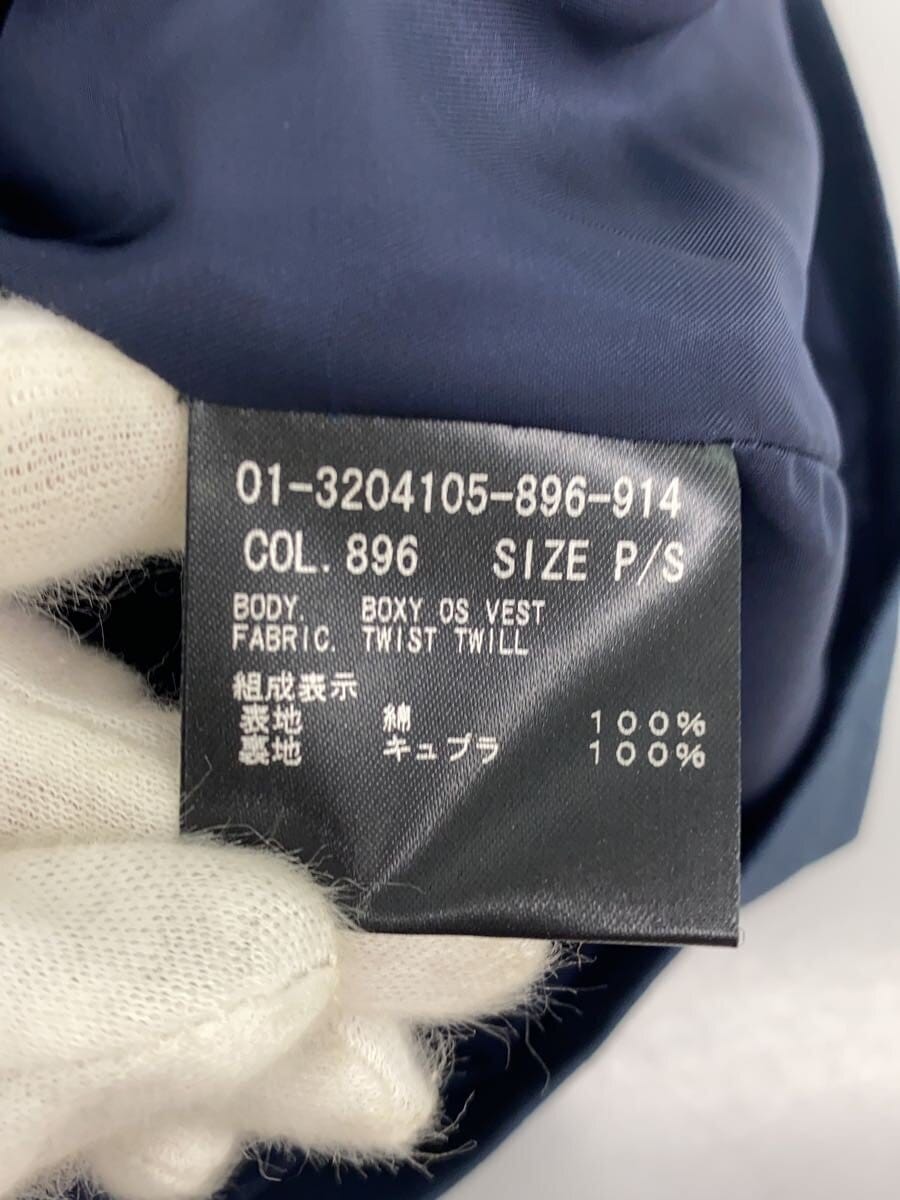 01-3204105-896-914
COL. 896 SIZE P/S
BODY. BOXY OS VEST
FABRIC. TWIST TWILL
組成表示
表地 綿 100%
裏地 キュプラ 100%